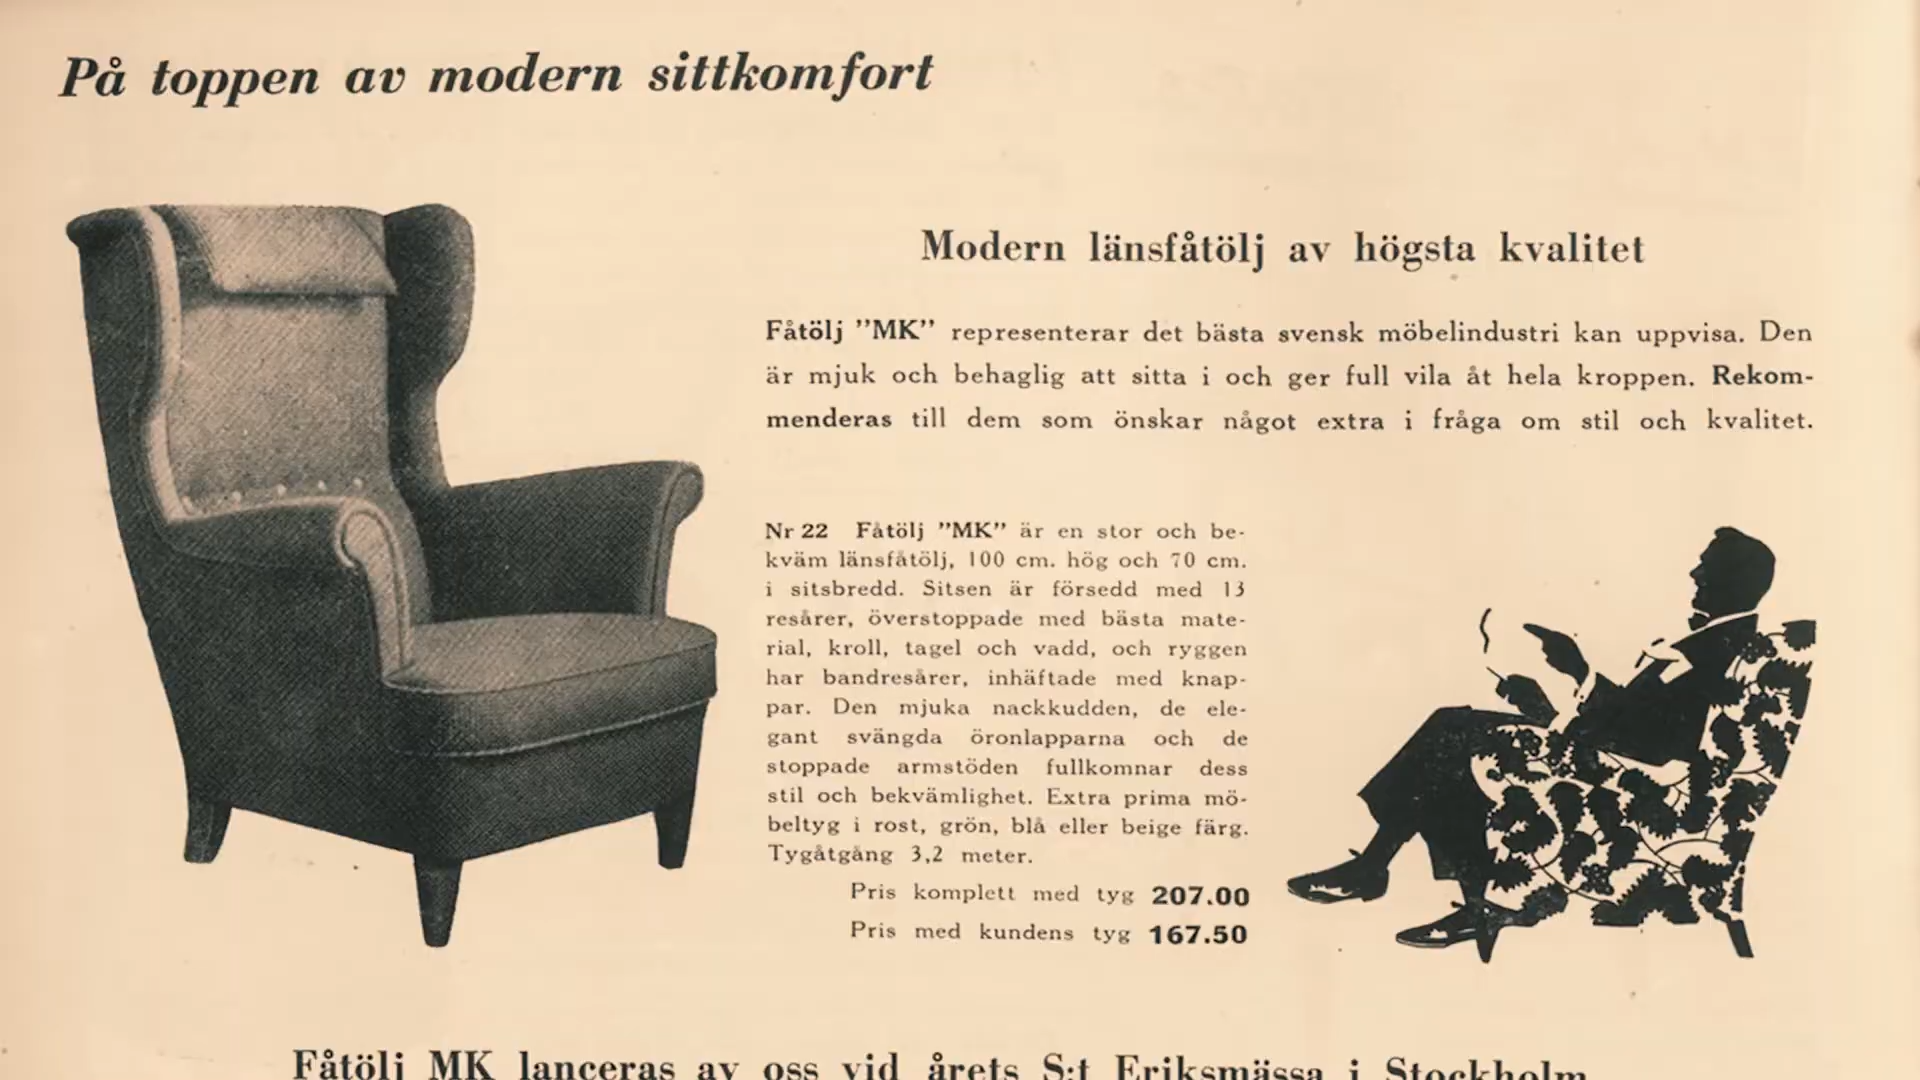 På toppen av modern sittkomfort
Modern länsfåtölj av högsta kvalitet
Fåtölj ”MK” representerar det bästa svensk möbelindustri kan uppvisa. Den
är mjuk och behaglig att sitta i och ger full vila åt hela kroppen. Rekom-
menderas till dem som önskar något extra i fråga om stil och kvalitet.
Nr 22 Fåtölj ”MK” är en stor och be-
kväm länsfåtölj, 100 cm. hög och 70 cm.
i sitsbredd. Sitsen är försedd med 13
resårer, överstoppade med bästa mate-
rial, kroll, tagel och vadd, och ryggen
har bandresårer, inhäftade med knap-
par. Den mjuka nackkudden, de ele-
gant svängda öronlapparna och de
stoppade armstöden fullkomnar dess
stil och bekvämlighet. Extra prima mö-
beltyg i rost, grön, blå eller beige färg.
Tygåtgång 3,2 meter.
Pris komplett med tyg 207.00
Pris med kundens tyg 167.50
Fåtölj MK lanceras av oss vid årets S:t Eriksmässa i Stockholm